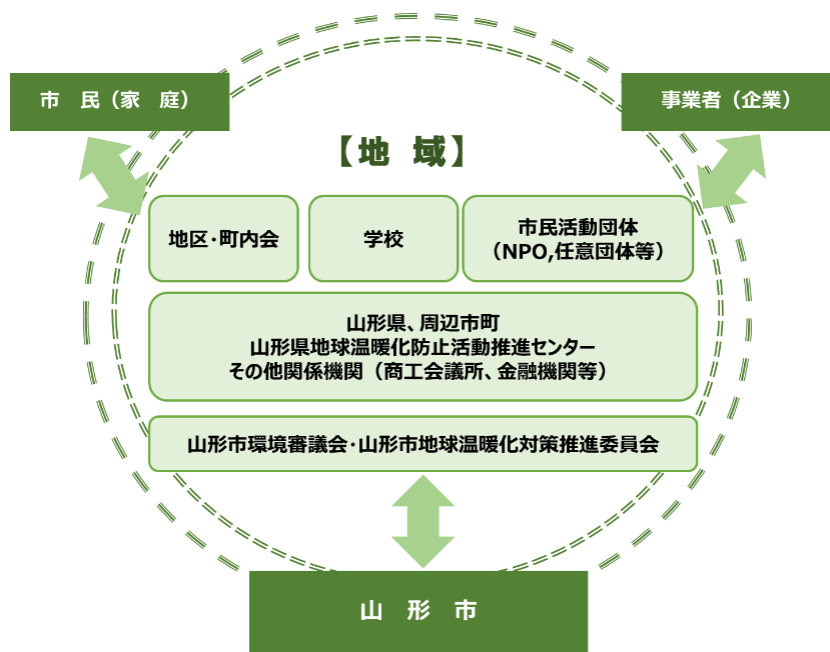 市　民（家　庭）
事業者（企業）
【地 域】
地区・町内会
学校
市民活動団体
（NPO,任意団体等）
山形県、周辺市町
山形県地球温暖化防止活動推進センター
その他関係機関（商工会議所、金融機関等）
山形市環境審議会・山形市地球温暖化対策推進委員会
山　形　市